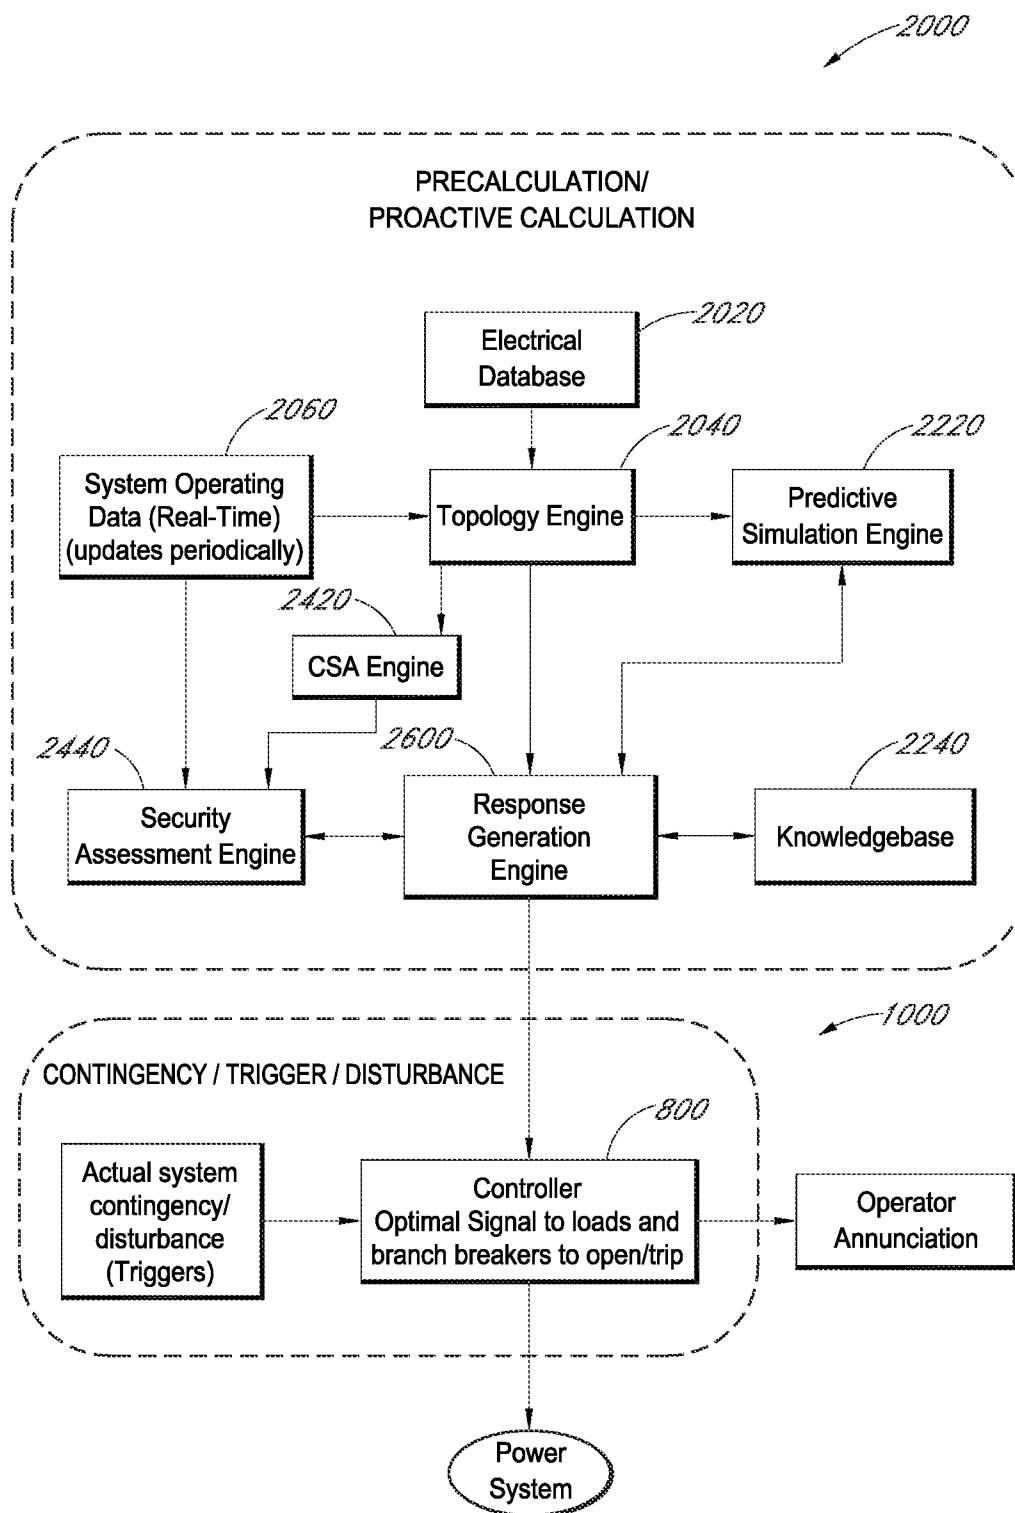 2000
PRECALCULATION/
PROACTIVE CALCULATION
2020
Electrical
Database
2060
System Operating
Data (Real-Time)
(updates periodically)
2040
Topology Engine
2220
Predictive
Simulation Engine
2420
CSA Engine
2440
Security
Assessment Engine
2600
Response
Generation
Engine
2240
Knowledgebase
1000
CONTINGENCY / TRIGGER / DISTURBANCE
800
Actual system
contingency/
disturbance
(Triggers)
Controller
Optimal Signal to loads and
branch breakers to open/trip
Operator
Annunciation
Power
System